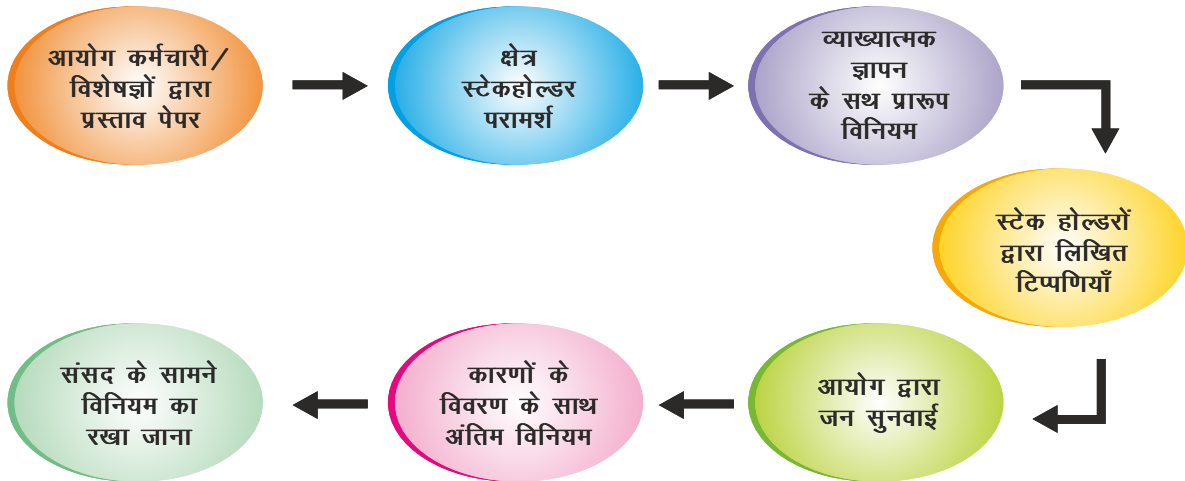 आयोग कर्मचारी/
विशेषज्ञों द्वारा
प्रस्ताव पेपर
क्षेत्र
स्टेकहोल्डर
परामर्श
व्याख्यात्मक
ज्ञापन
के सथ प्रारूप
विनियम
स्टेक होल्डरों
द्वारा लिखित
टिप्पणियाँ
आयोग द्वारा
जन सुनवाई
कारणों के
विवरण के साथ
अंतिम विनियम
संसद के सामने
विनियम का
रखा जाना